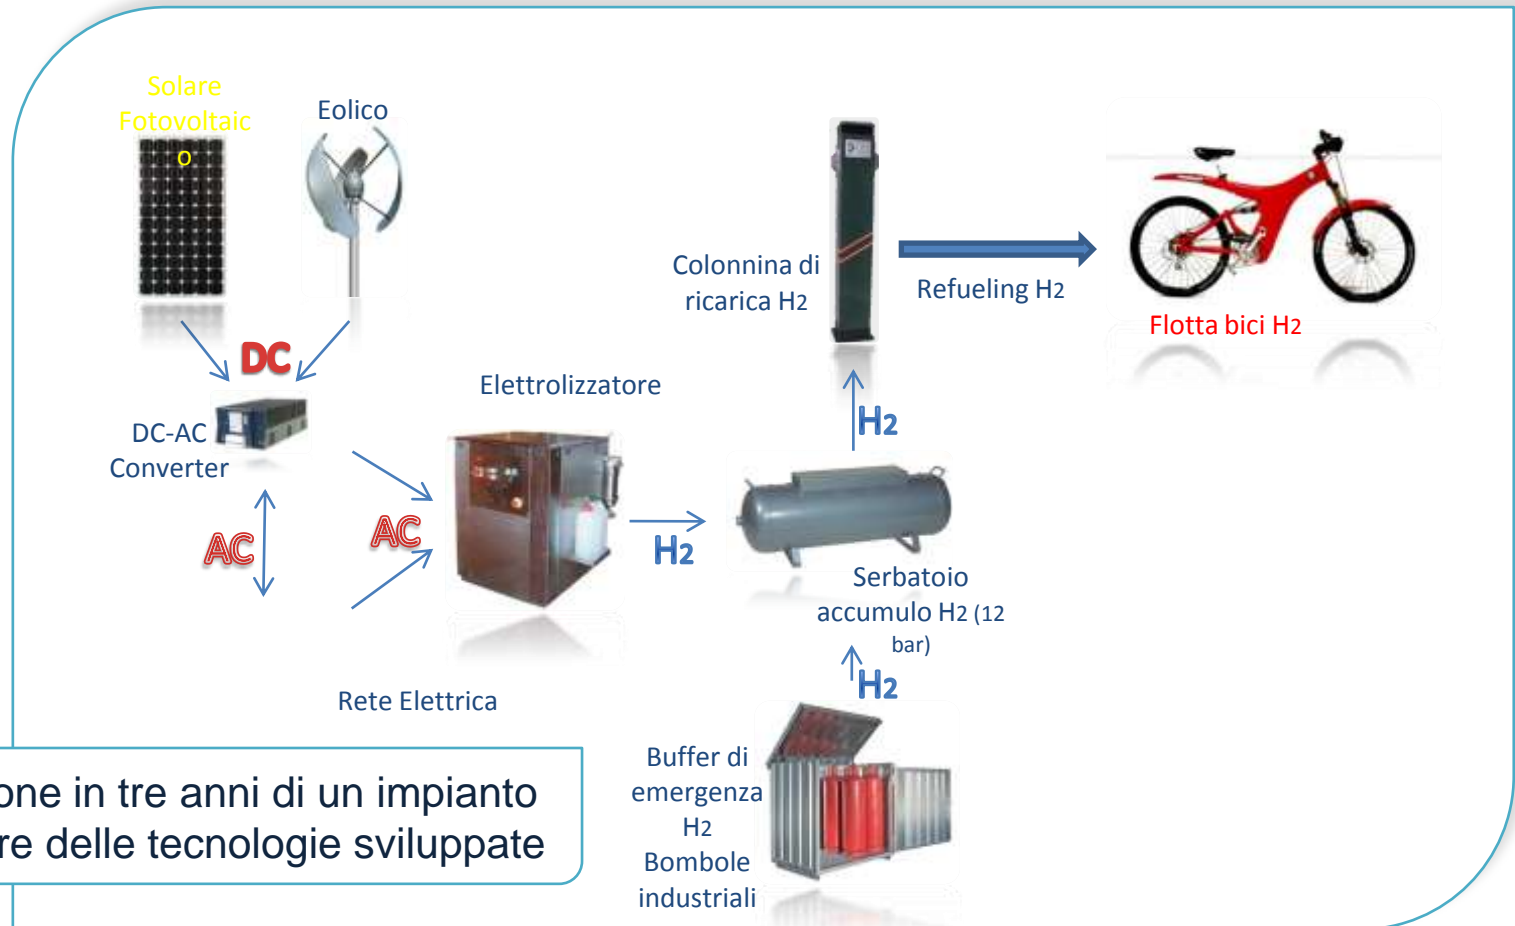 Solare
Fotovoltaic
o
Eolico
DC
DC-AC
Converter
AC
AC
Elettrolizzatore
H2
Rete Elettrica
Colonnina di
ricarica H2
Refueling H2
Flotta bici H2
H2
Serbatoio
accumulo H2 (12
bar)
H2
Buffer di
emergenza
H2
Bombole
industriali
one in tre anni di un impianto
re delle tecnologie sviluppate